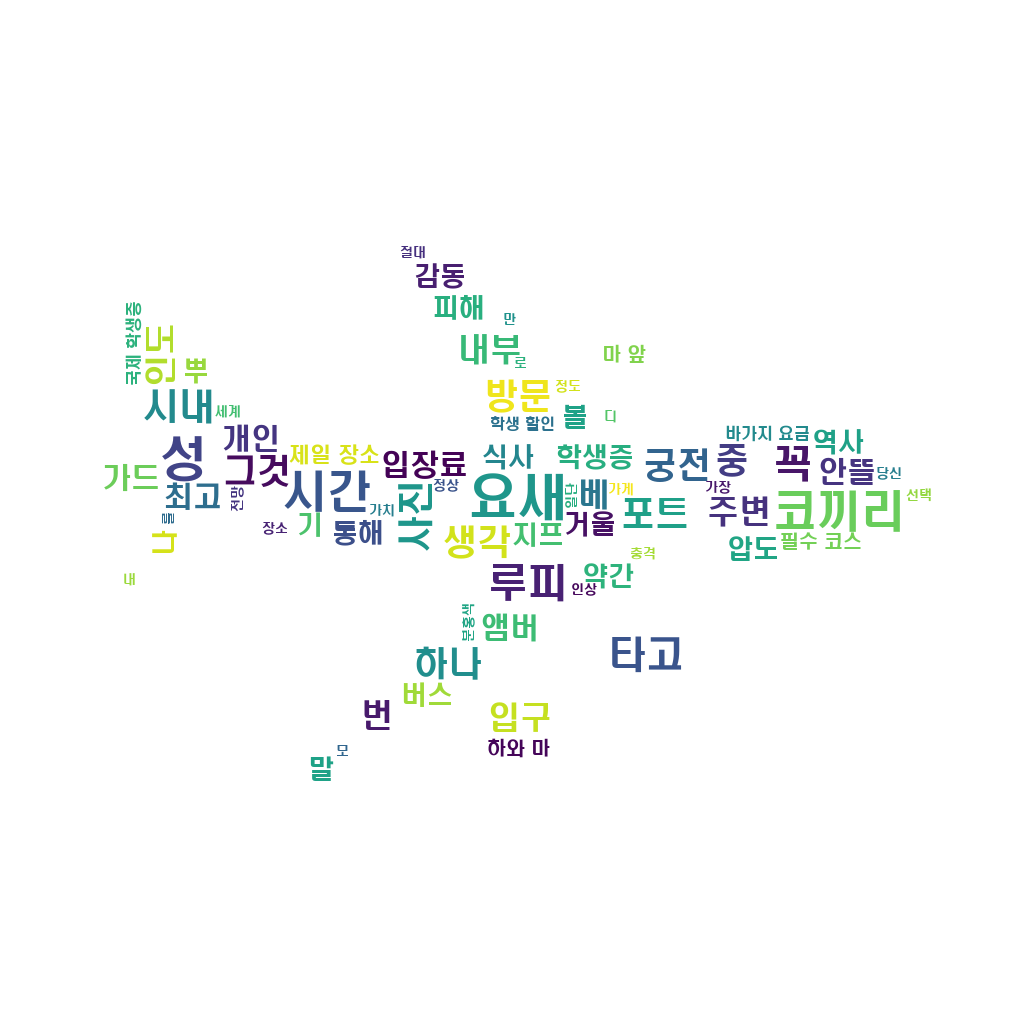 절대
감동
피해
만
국제 학생증
인도
뿌
내부
로
마 앞
방문
정도
시내
세계
학생 할인
볼
디
바가지 요금
역사
개인
제일 장소
입장료
식사
학생증
궁전
중
꼭
안뜰
당신
성
그것
가드
최고
전망
시간
가치
사진
정상
요새
일단
베
가게
포트
가장
주변
코끼리
선택
를
나
장소
기
통해
생각
지프
거울
압도
필수 코스
충격
내
루피
인상
약간
분홍색
앰버
타고
하나
버스
번
입구
하와 마
모
말